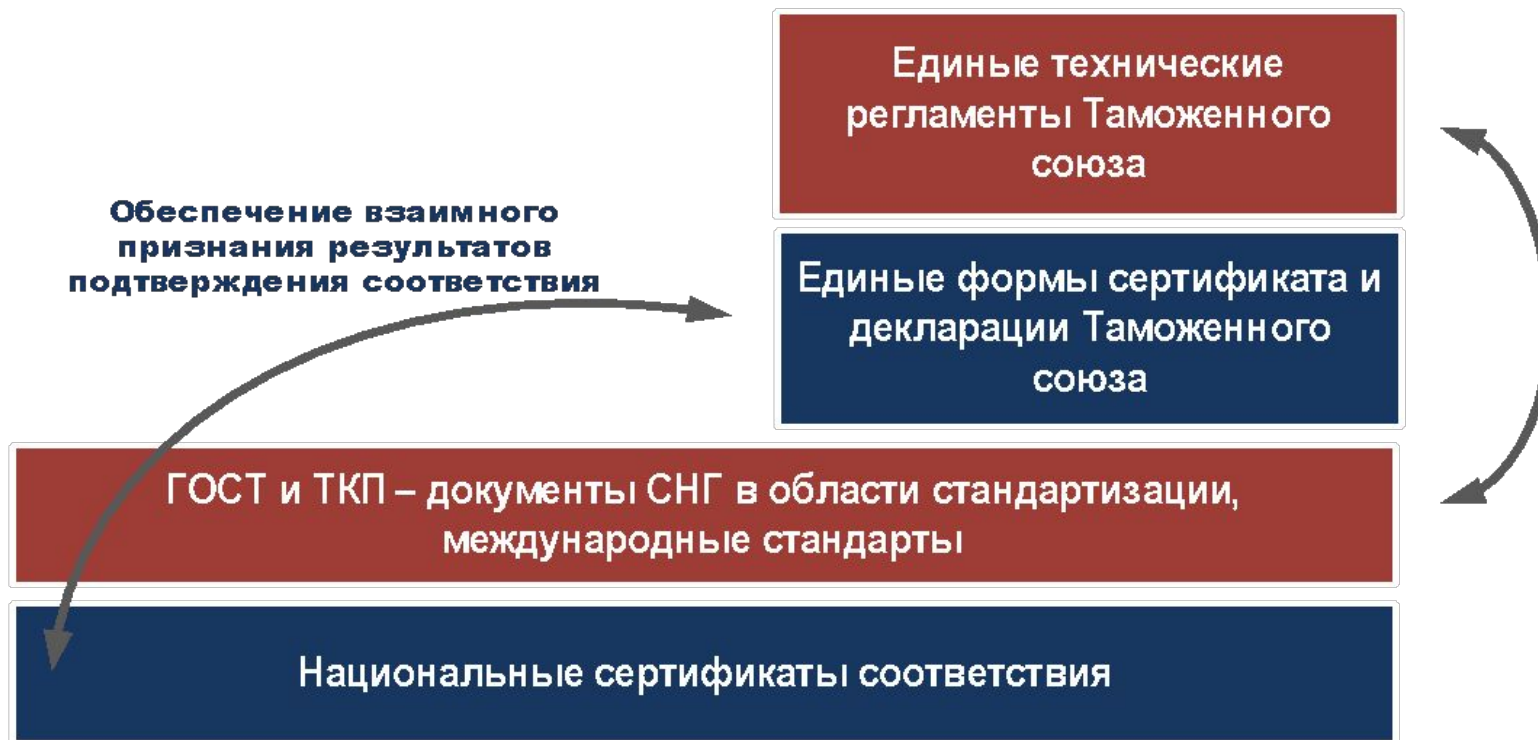 Единые технические
регламенты Таможенного
союза
Обеспечение взаимного
признания результатов
подтверждения соответствия
Единые формы сертификата и
декларации Таможенного
союза
ГОСТ и ТКП – документы СНГ в области стандартизации,
международные стандарты
Национальные сертификаты соответствия